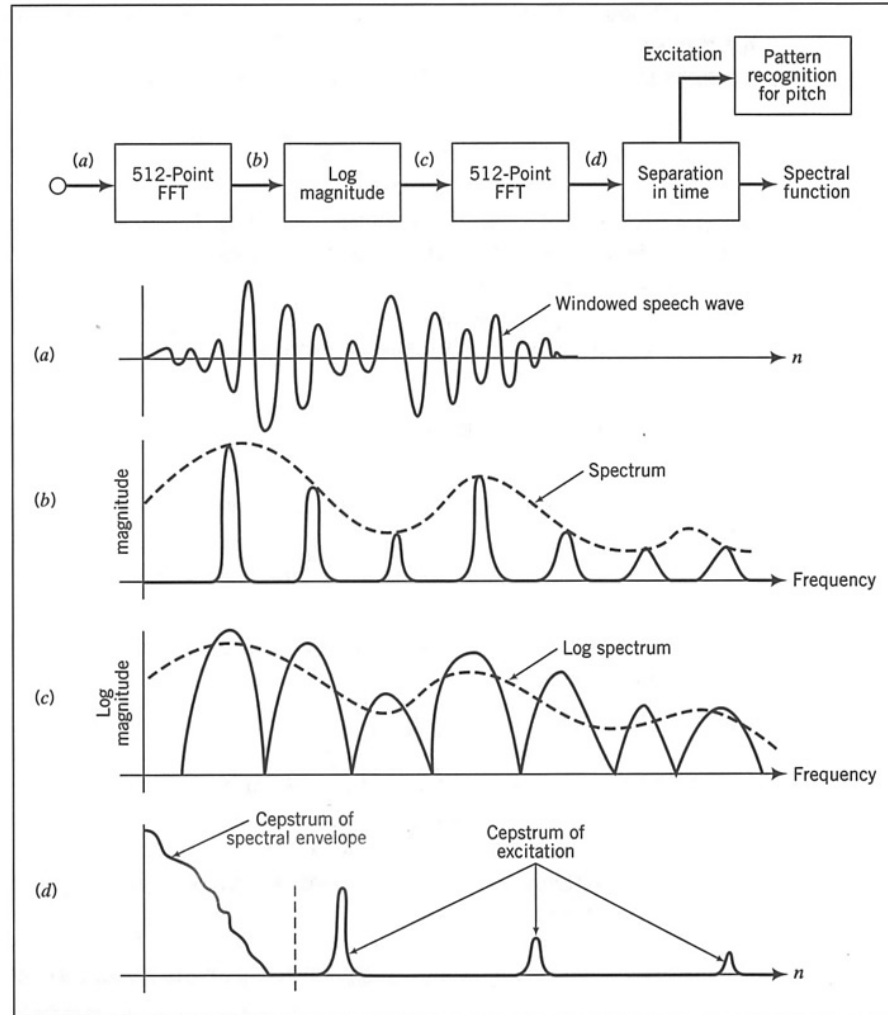 Excitation
Pattern
recognition
for pitch
(a)
512-Point
FFT
(b)
Log
magnitude
(c)
512-Point
FFT
(d)
Separation
in time
Spectral
function
(a)
Windowed speech wave
n
(b)
magnitude
Spectrum
Frequency
(c)
Log
magnitude
Log spectrum
Frequency
(d)
Cepstrum of
spectral envelope
Cepstrum of
excitation
n